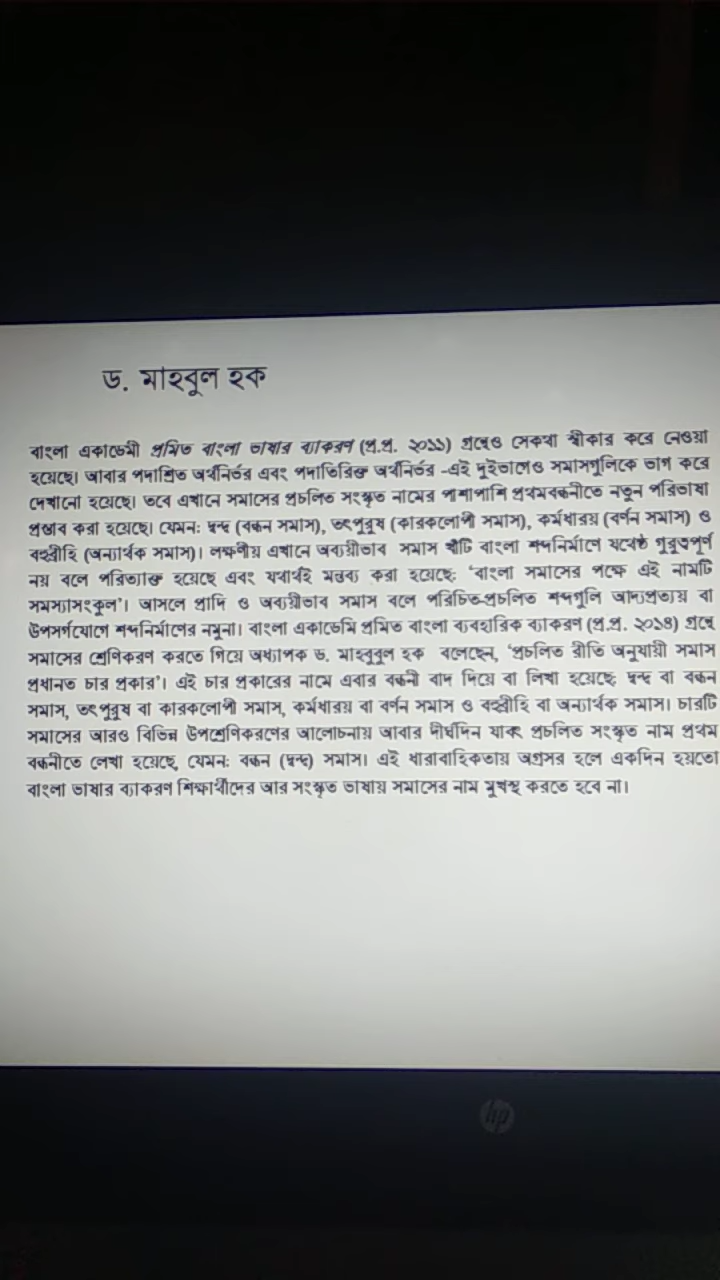 ড. মাহবুল হক
বাংলা একাডেমী প্রমিত বাংলা ভাষার ব্যাকরণ (প্র.প্র. ২০১১) গ্রন্থেও সেকথা স্বীকার করে নেওয়া
হয়েছে। আবার পদাশ্রিত অর্থনির্ভর এবং পদাতিরিক্ত অর্থনির্ভর -এই দুইভাগেও সমাসগুলিকে ভাগ করে
দেখানো হয়েছে। তবে এখানে সমাসের প্রচলিত সংস্কৃত নামের পাশাপাশি প্রথমবন্ধনীতে নতুন পরিভাষা
প্রস্তাব করা হয়েছে। যেমন: দ্বন্দ্ব (বন্ধন সমাস), তৎপুরুষ (কারকলোপী সমাস), কর্মধারয় (বর্ণন সমাস) ও
বহুব্রীহি (অন্যার্থক সমাস)। লক্ষণীয় এখানে অব্যয়ীভাব সমাস খাঁটি বাংলা শব্দনির্মাণে যথেষ্ট গুরুত্বপূর্ণ
নয় বলে পরিত্যাক্ত হয়েছে এবং যথার্থই মন্তব্য করা হয়েছে: ‘বাংলা সমাসের পক্ষে এই নামটি
সমস্যাসংকুল’। আসলে প্রাদি ও অব্যয়ীভাব সমাস বলে পরিচিত-প্রচলিত শব্দগুলি আদ্যপ্রত্যয় বা
উপসর্গযোগে শব্দনির্মাণের নমুনা। বাংলা একাডেমি প্রমিত বাংলা ব্যবহারিক ব্যাকরণ (প্র.প্র. ২০১৪) গ্রন্থে
সমাসের শ্রেণিকরণ করতে গিয়ে অধ্যাপক ড. মাহবুবুল হক বলেছেন, ‘প্রচলিত রীতি অনুযায়ী সমাস
প্রধানত চার প্রকার’। এই চার প্রকারের নামে এবার বন্ধনী বাদ দিয়ে বা লিখা হয়েছে: দ্বন্দ্ব বা বন্ধন
সমাস, তৎপুরুষ বা কারকলোপী সমাস, কর্মধারয় বা বর্ণন সমাস ও বহুব্রীহি বা অন্যার্থক সমাস। চারটি
সমাসের আরও বিভিন্ন উপশ্রেণিকরণের আলোচনায় আবার দীর্ঘদিন যাবৎ প্রচলিত সংস্কৃত নাম প্রথম
বন্ধনীতে লেখা হয়েছে, যেমন: বন্ধন (দ্বন্দ্ব) সমাস। এই ধারাবাহিকতায় অগ্রসর হলে একদিন হয়তো
বাংলা ভাষার ব্যাকরণ শিক্ষার্থীদের আর সংস্কৃত ভাষায় সমাসের নাম মুখস্থ করতে হবে না।
hp